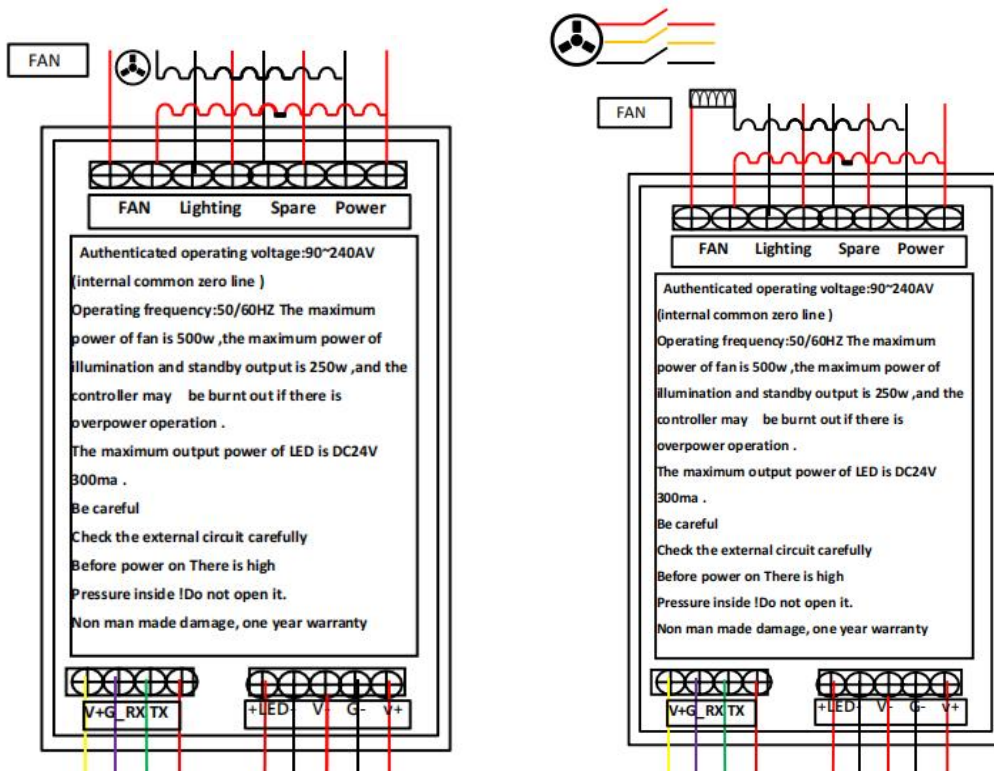 FAN
FAN Lighting Spare Power
Authenticated operating voltage:90~240AV
(internal common zero line )
Operating frequency:50/60HZ The maximum
power of fan is 500w ,the maximum power of
illumination and standby output is 250w ,and the
controller may be burnt out if there is
overpower operation .
The maximum output power of LED is DC24V
300ma .
Be careful
Check the external circuit carefully
Before power on There is high
Pressure inside !Do not open it.
Non man made damage, one year warranty
V+G_RX TX
+LED- V- G- v+
FAN
FAN Lighting Spare Power
Authenticated operating voltage:90~240AV
(internal common zero line )
Operating frequency:50/60HZ The maximum
power of fan is 500w ,the maximum power of
illumination and standby output is 250w ,and the
controller may be burnt out if there is
overpower operation .
The maximum output power of LED is DC24V
300ma .
Be careful
Check the external circuit carefully
Before power on There is high
Pressure inside !Do not open it.
Non man made damage, one year warranty
V+G_RX TX
+LED- V- G- v+